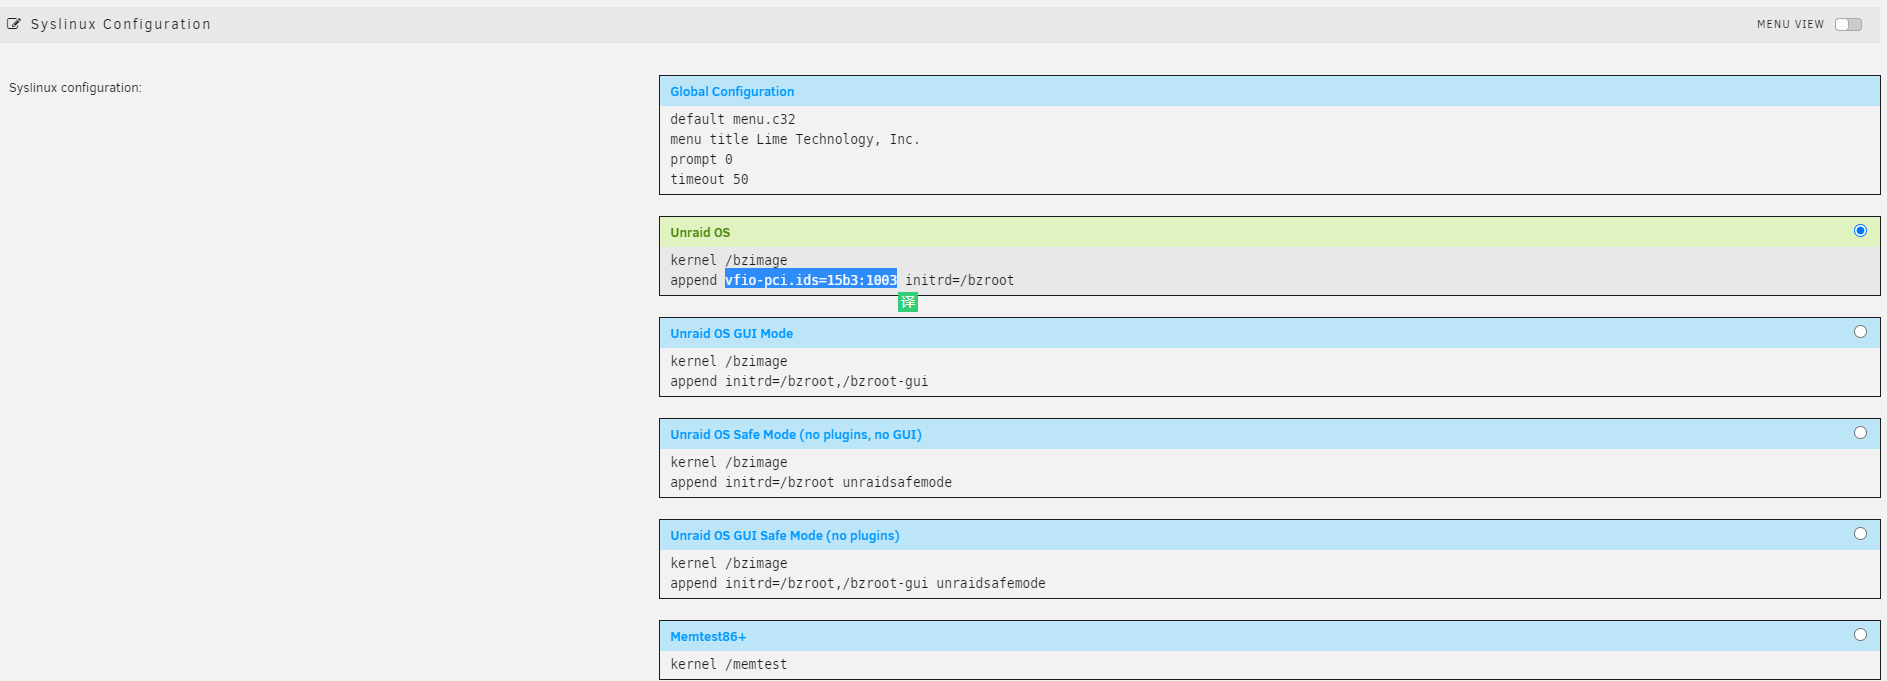 Syslinux Configuration
MENU VIEW
Syslinux configuration:
Global Configuration
default menu.c32
menu title Lime Technology, Inc.
prompt 0
timeout 50
Unraid OS
kernel /bzimage
append vfio-pci.ids=15b3:1003 initrd=/bzroot
译
Unraid OS GUI Mode
kernel /bzimage
append initrd=/bzroot,/bzroot-gui
Unraid OS Safe Mode (no plugins, no GUI)
kernel /bzimage
append initrd=/bzroot unraidsafemode
Unraid OS GUI Safe Mode (no plugins)
kernel /bzimage
append initrd=/bzroot,/bzroot-gui unraidsafemode
Memtest86+
kernel /memtest